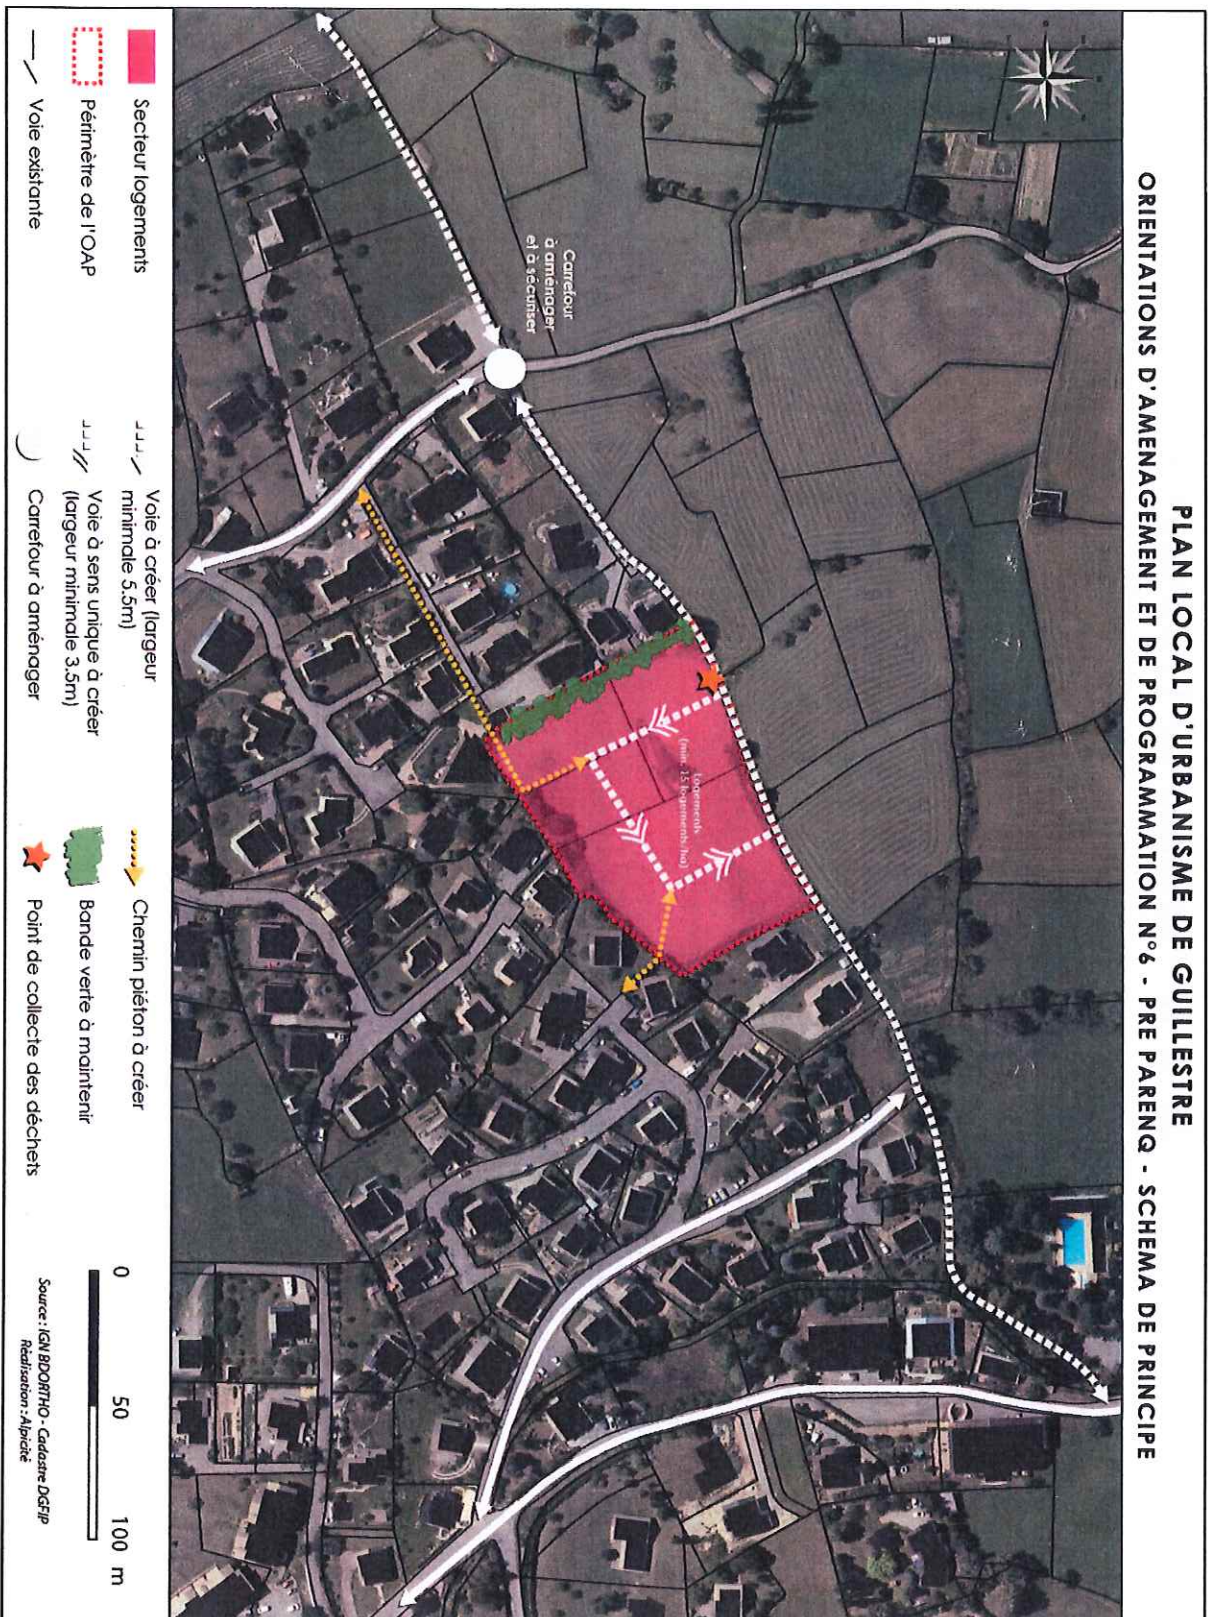 PLAN LOCAL D'URBANISME DE GUILLESTRE
ORIENTATIONS D'AMENAGEMENT ET DE PROGRAMMATION N°6 - PRE PARENQ - SCHEMA DE PRINCIPE
Carrefour
à aménager
et à sécuriser
Logements
(min. 15 logements/ha)
Secteur logements
Périmètre de l'OAP
Voie existante
Voie à créer (largeur
minimale 5.5m)
Voie à sens unique à créer
(largeur minimale 3.5m)
Carrefour à aménager
Chemin piéton à créer
Bande verte à maintenir
Point de collecte des déchets
0 50 100 m
Source : IGN BDORTHO - Cadastre DGFIP
Réalisation : Alpicité